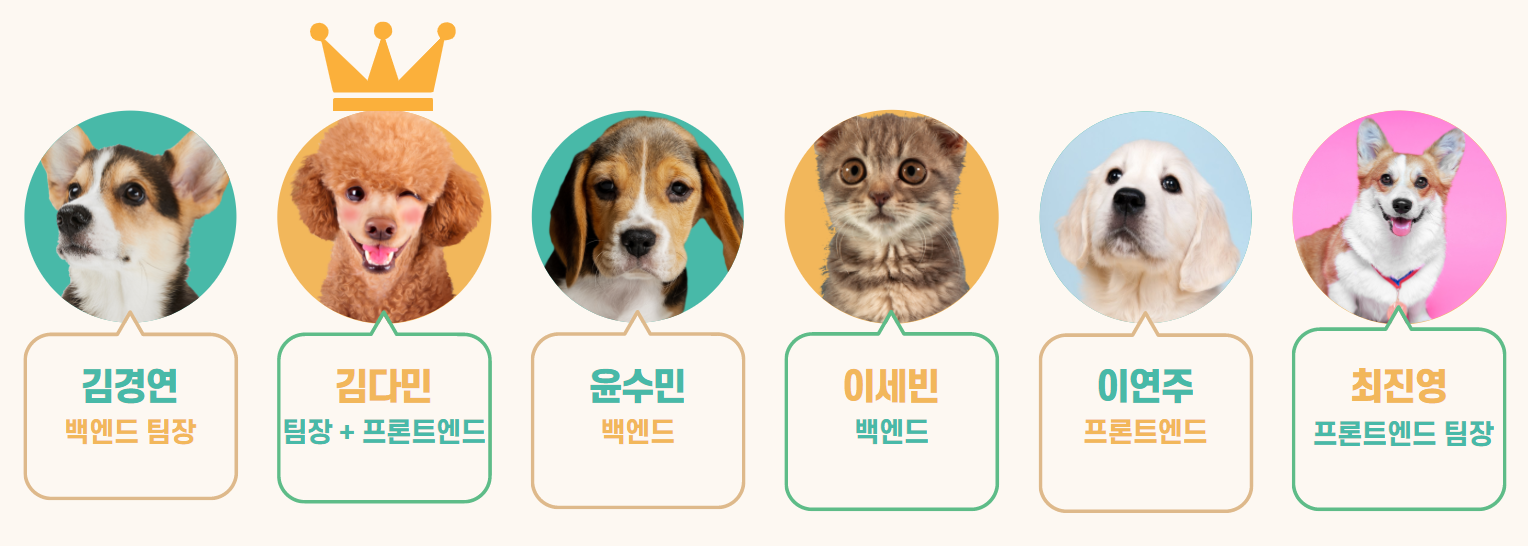 김경연
백엔드 팀장
김다민
팀장 + 프론트엔드
윤수민
백엔드
이세빈
백엔드
이연주
프론트엔드
최진영
프론트엔드 팀장